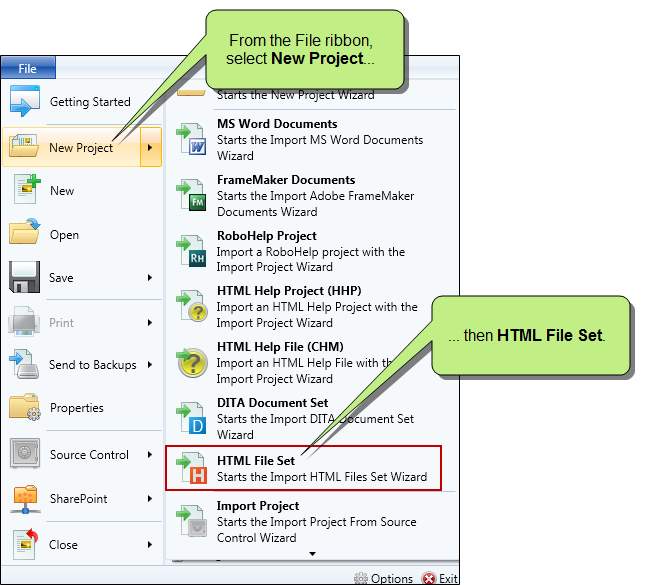 From the File ribbon,
select New Project...
File
Getting Started
New Project
New
Open
Save
Print
Send to Backups
Properties
Source Control
SharePoint
Close
Starts the New Project Wizard
MS Word Documents
Starts the Import MS Word Documents
Wizard
FrameMaker Documents
Starts the Import Adobe FrameMaker
Documents Wizard
RoboHelp Project
Import a RoboHelp project with the
Import Project Wizard
HTML Help Project (HHP)
Import an HTML Help Project with the
Import Project Wizard
HTML Help File (CHM)
Import an HTML Help File with the
Import Project Wizard
DITA Document Set
Starts the Import DITA Document Set
Wizard
HTML File Set
Starts the Import HTML Files Set Wizard
Import Project
Starts the Import Project From Source
Control Wizard
... then HTML File Set.
W
FM
RH
?
?
D
H
Options
Exit